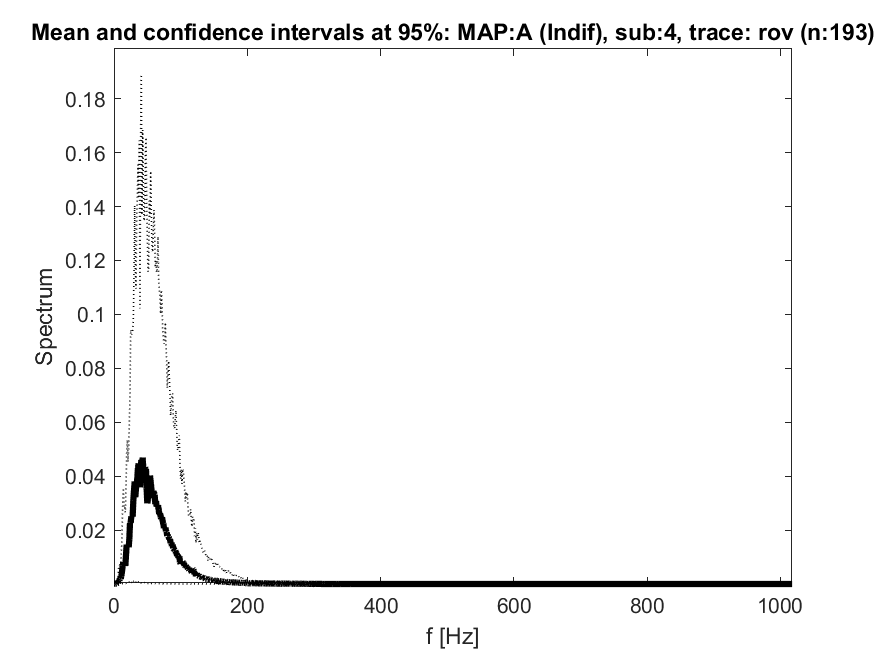 Mean and confidence intervals at 95%: MAP:A (Indif), sub:4, trace: rov (n:193)
0.18
0.16
0.14
0.12
0.1
0.08
0.06
0.04
0.02
Spectrum
0 200 400 600 800 1000
f [Hz]